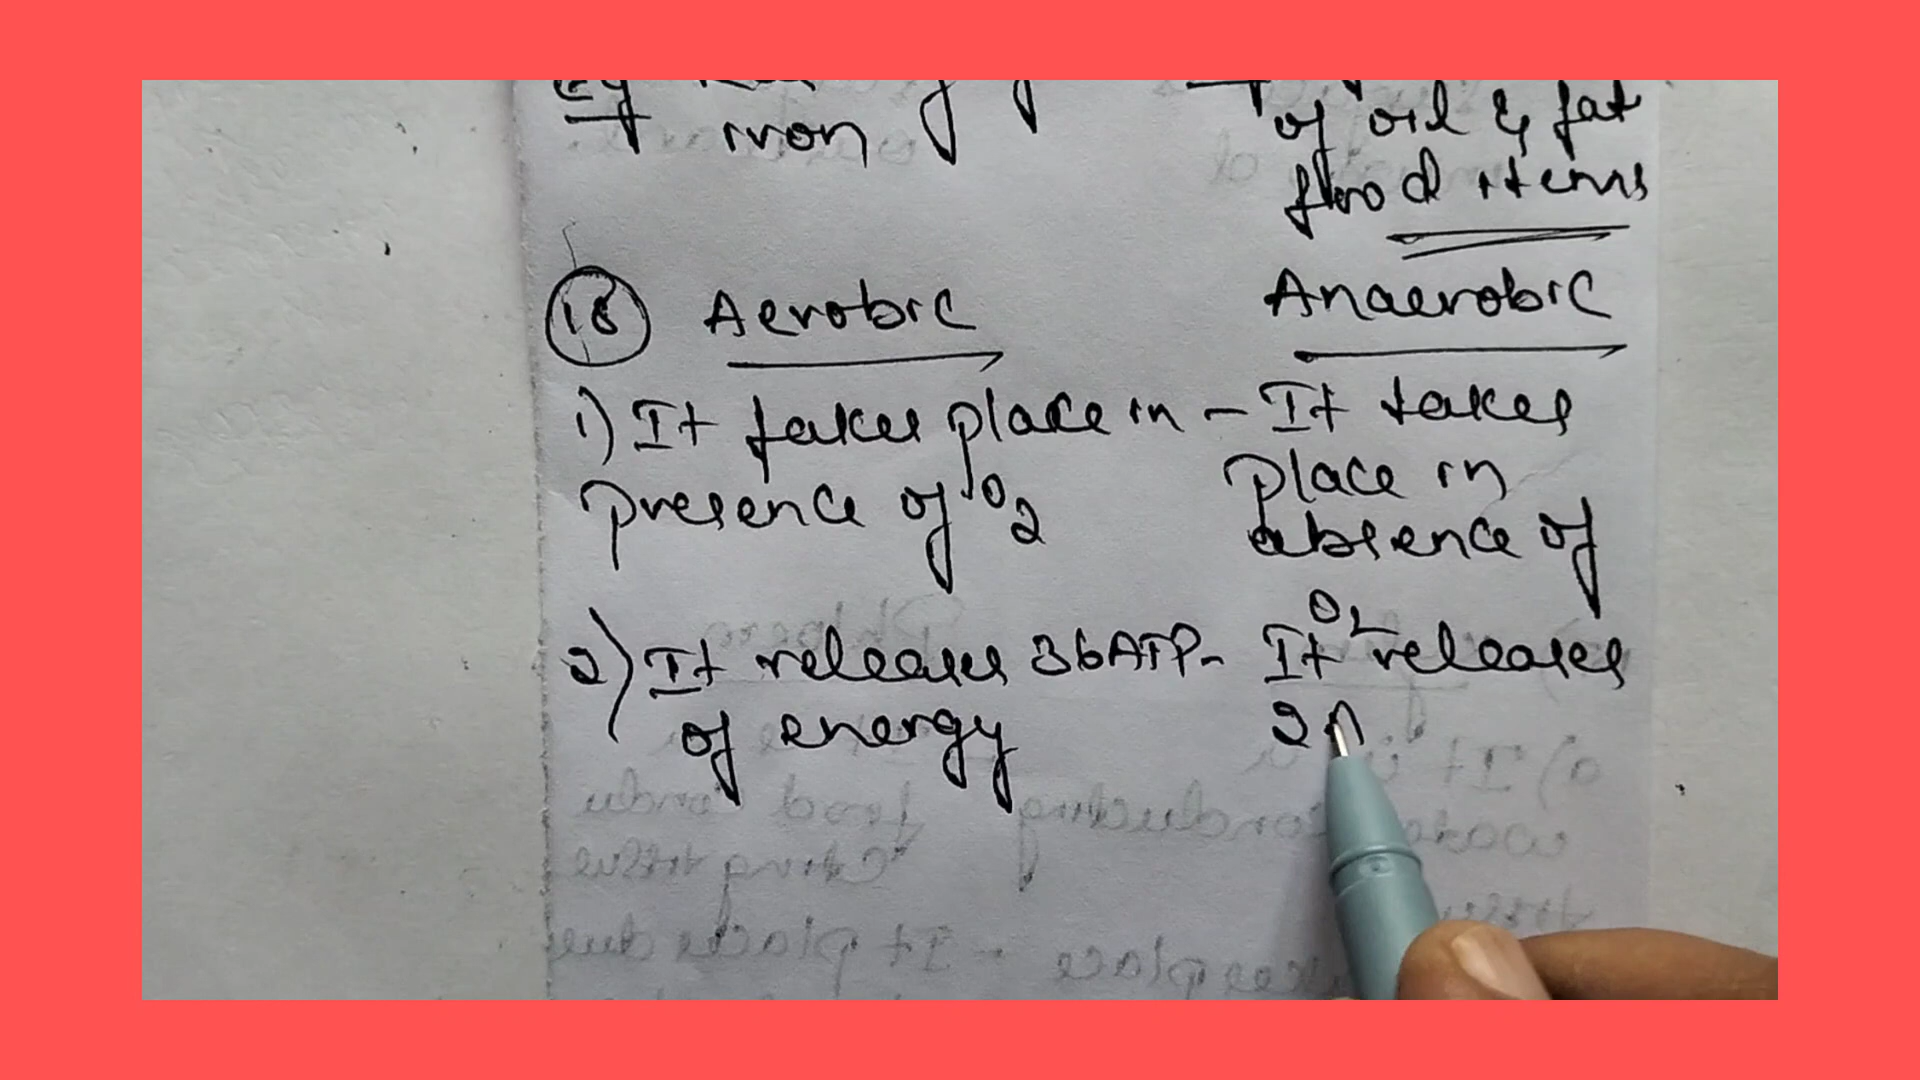 iron
of oil & fat
food items
18 Aerobic
Anaerobic
1) It takes place in - It takes
presence of O2
place in
absence of
O2
2) It releases 36ATP - It releases
of energy
2 A